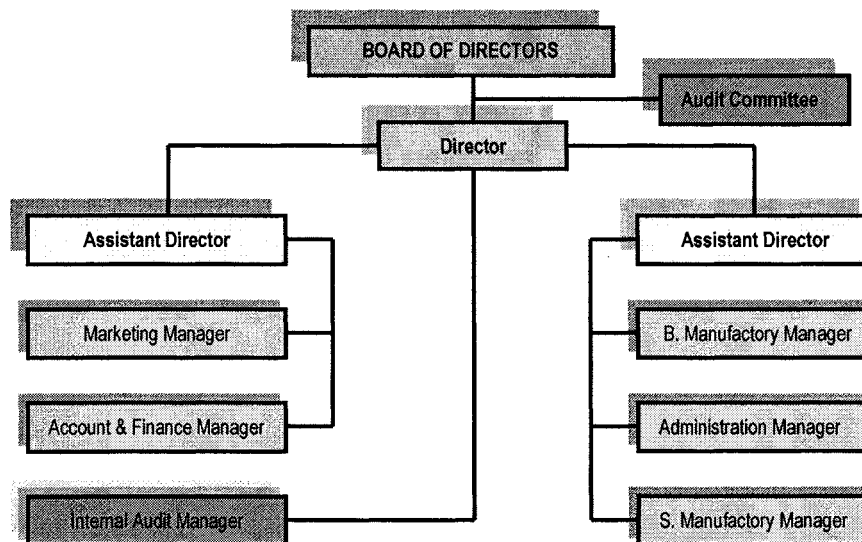 BOARD OF DIRECTORS
Audit Committee
Director
Assistant Director
Assistant Director
Marketing Manager
B. Manufactory Manager
Account & Finance Manager
Administration Manager
Internal Audit Manager
S. Manufactory Manager